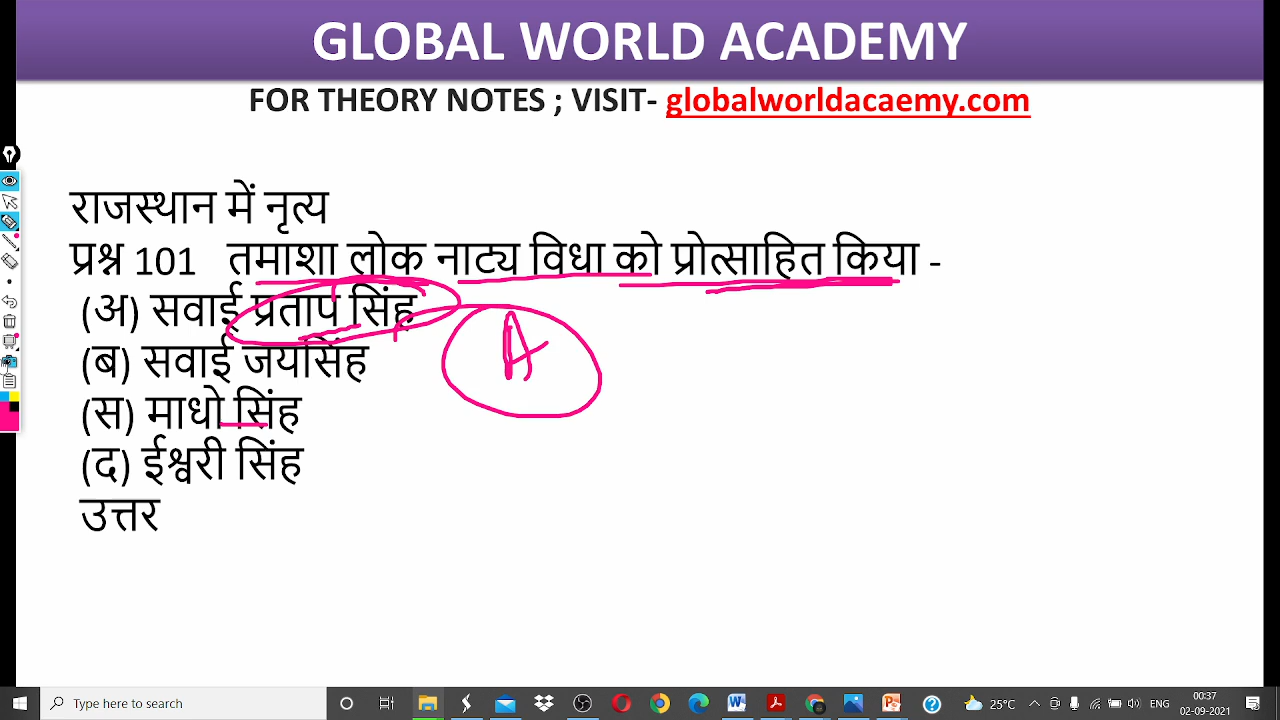 GLOBAL WORLD ACADEMY
FOR THEORY NOTES ; VISIT- globalworldacaemy.com
राजस्थान में नृत्य
प्रश्न 101 तमाशा लोक नाट्य विधा को प्रोत्साहित किया -
(अ) सवाई प्रताप सिंह
(ब) सवाई जयसिंह
A
(स) माधो सिंह
(द) ईश्वरी सिंह
उत्तर
Type here to search
25°C
ENG
00:37
02-09-2021